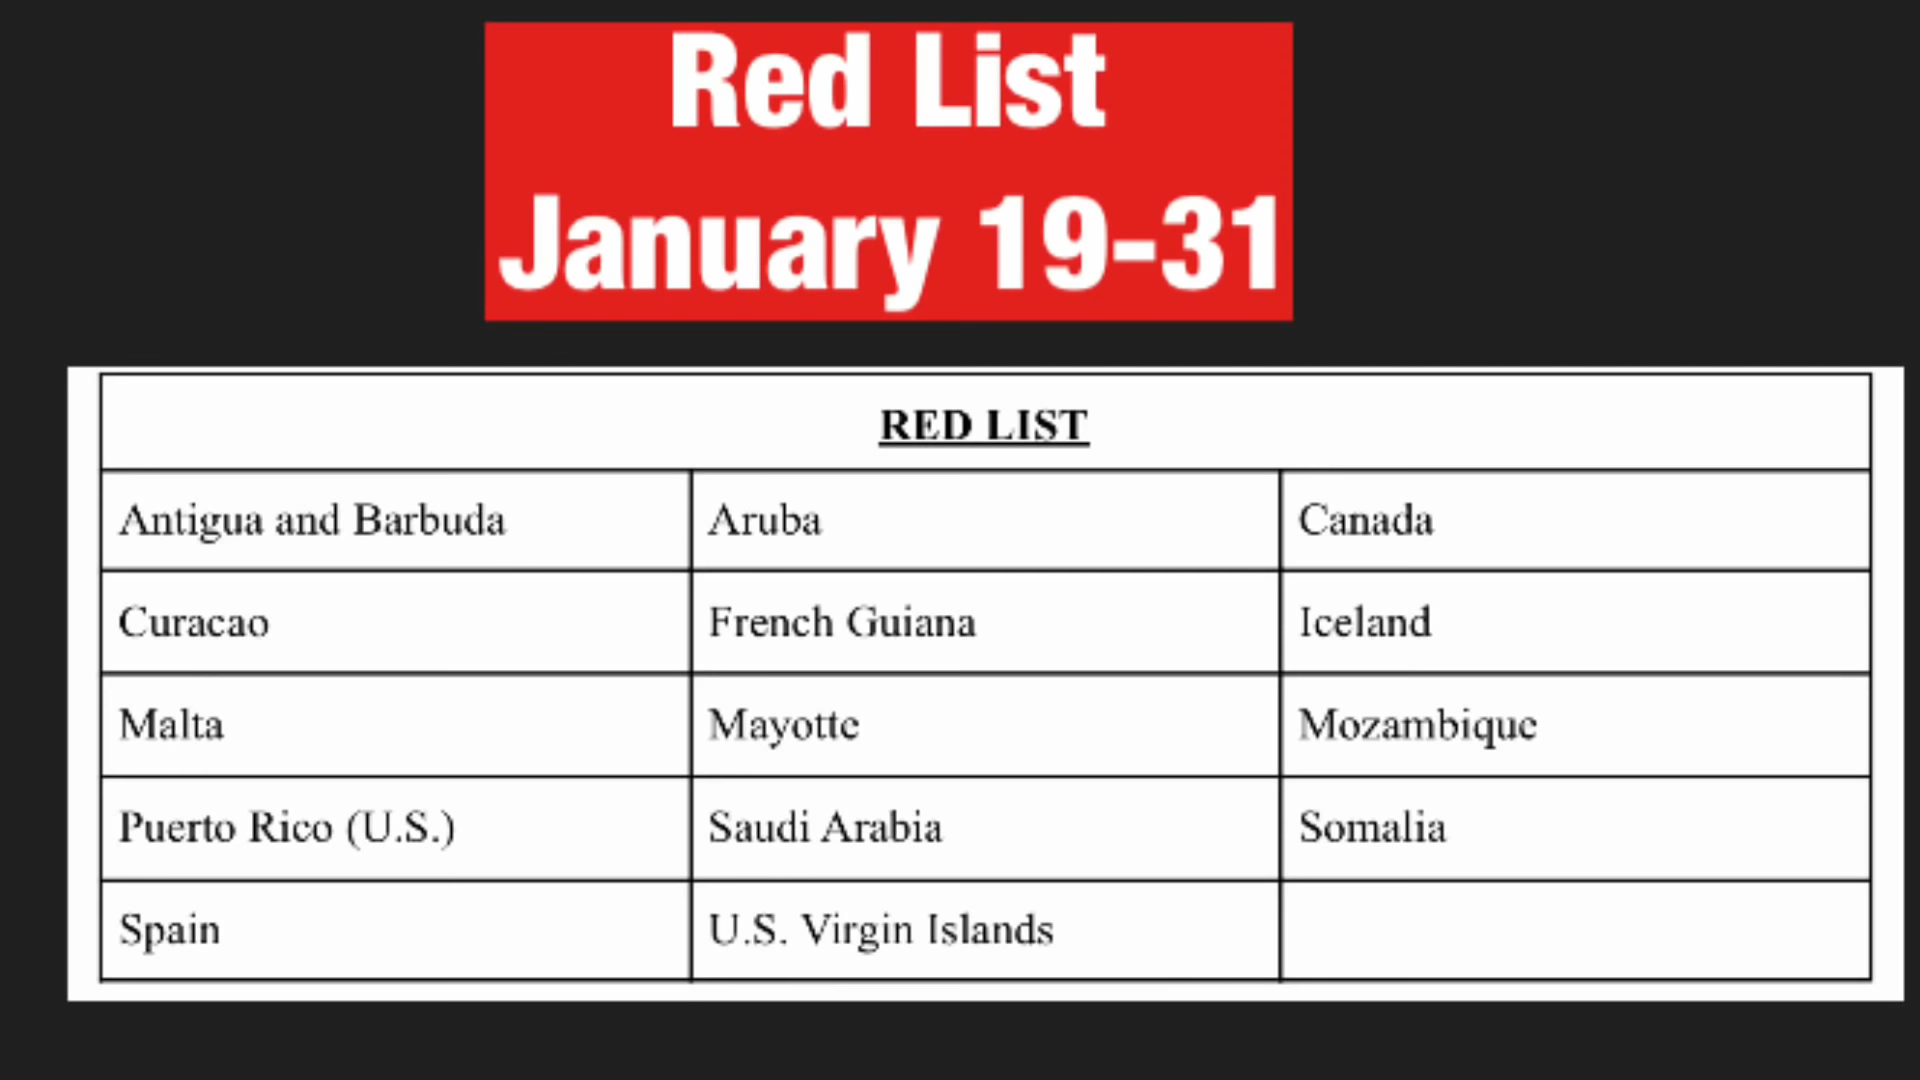 Red List
January 19-31
RED LIST
Antigua and Barbuda Aruba Canada
Curacao French Guiana Iceland
Malta Mayotte Mozambique
Puerto Rico (U.S.) Saudi Arabia Somalia
Spain U.S. Virgin Islands